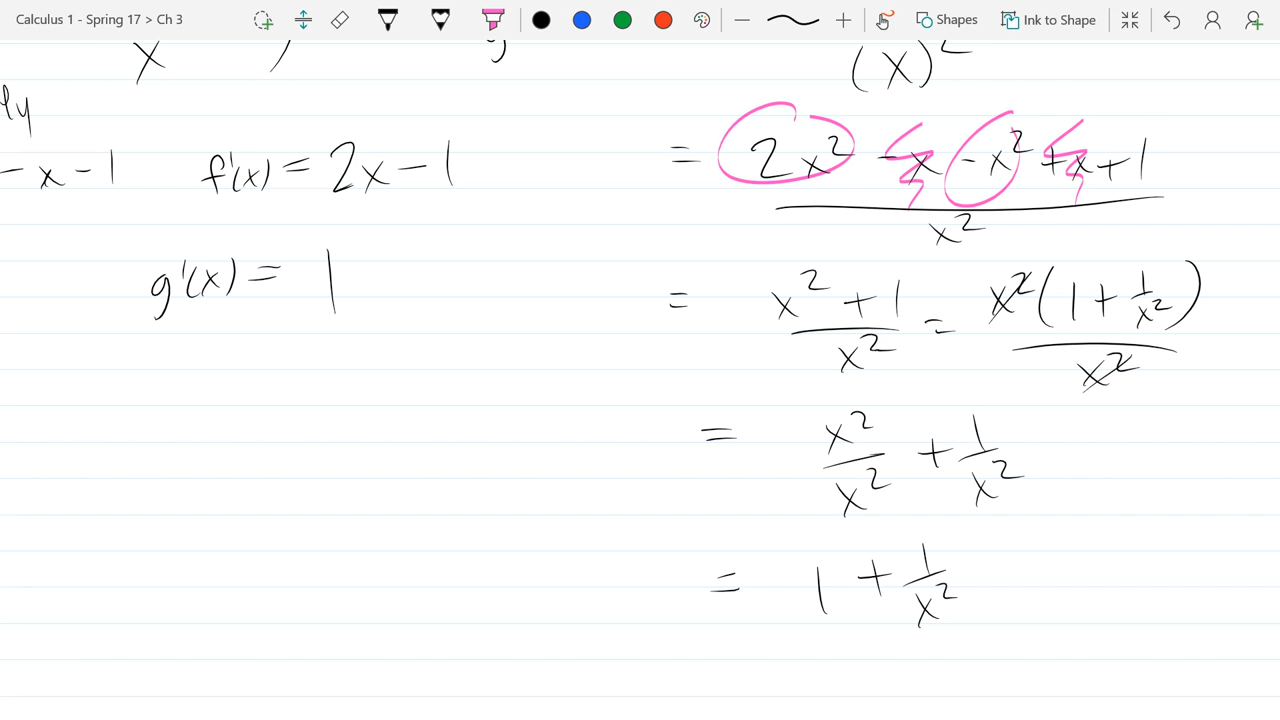 Calculus 1 - Spring 17 > Ch 3
Shapes
Ink to Shape
x
(x)²
- x - 1
f'(x) = 2x - 1
g'(x) = 1
= (2x² - x - x² + x + 1)/x²
= (x² + 1)/x² = x²(1 + 1/x²)/x²
= x²/x² + 1/x²
= 1 + 1/x²